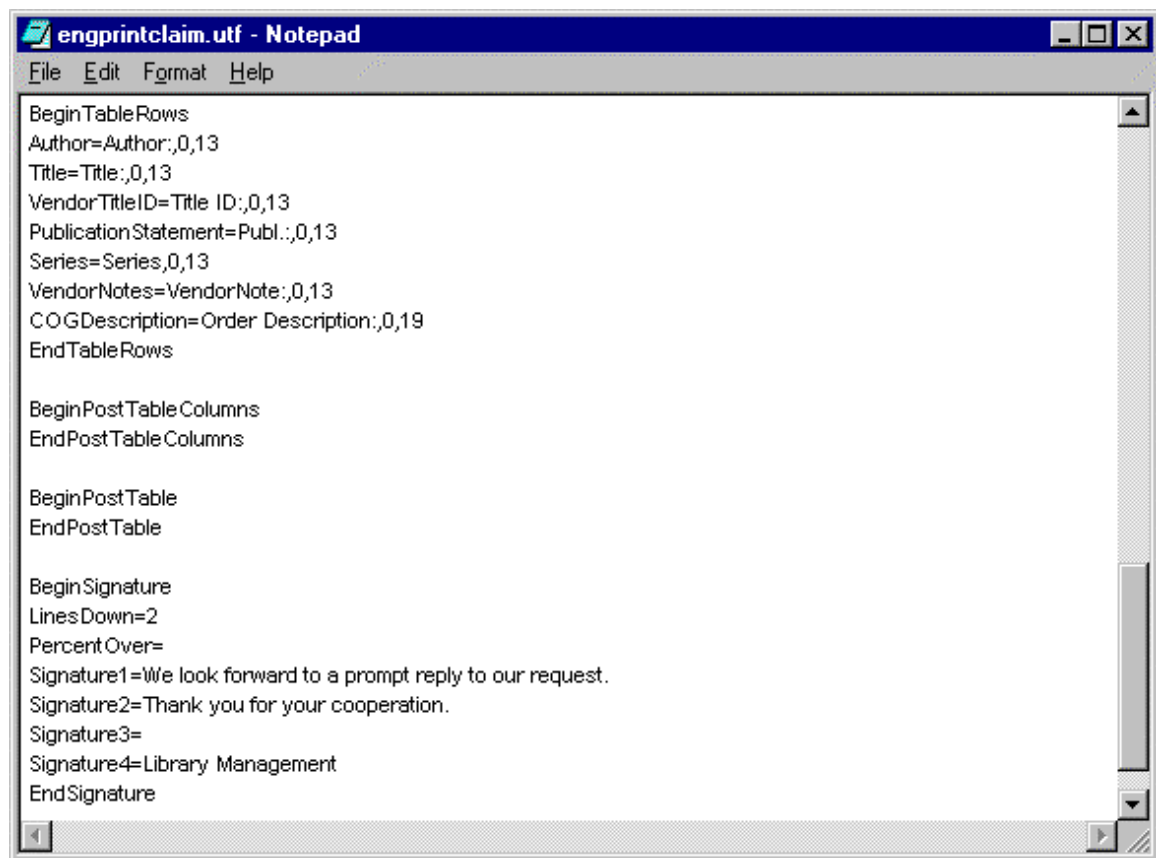 engprintclaim.utf - Notepad
File Edit Format Help
BeginTableRows
Author=Author:,0,13
Title=Title:,0,13
VendorTitleID=Title ID:,0,13
PublicationStatement=Publ.:,0,13
Series=Series,0,13
VendorNotes=VendorNote:,0,13
COGDescription=Order Description:,0,19
EndTableRows
BeginPostTableColumns
EndPostTableColumns
BeginPostTable
EndPostTable
BeginSignature
LinesDown=2
PercentOver=
Signature1=We look forward to a prompt reply to our request.
Signature2=Thank you for your cooperation.
Signature3=
Signature4=Library Management
EndSignature